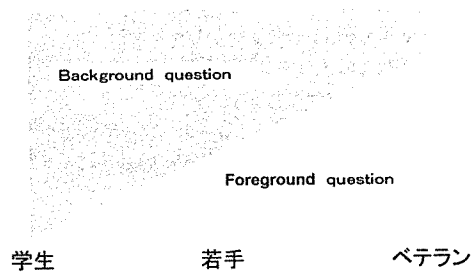 Background question
Foreground question
学生 若手 ベテラン